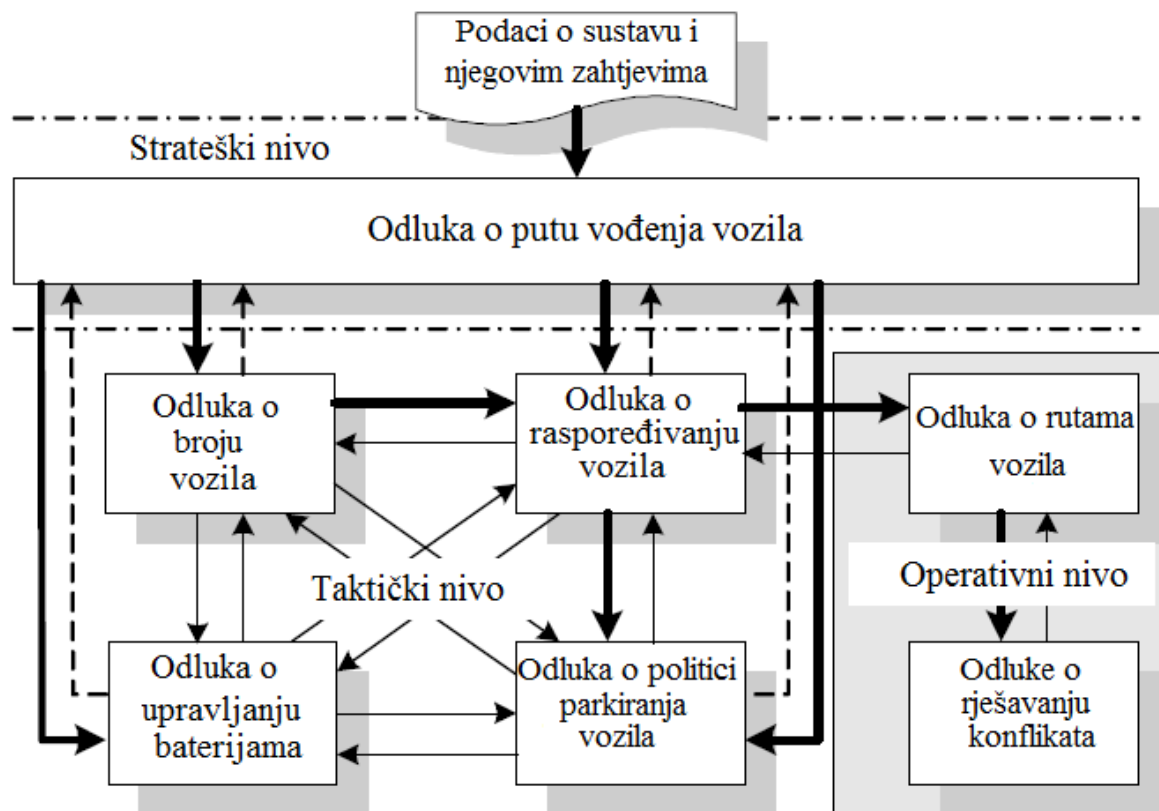 Podaci o sustavu i
njegovim zahtjevima
Strateški nivo
Odluka o putu vođenja vozila
Odluka o
broju
vozila
Odluka o
raspoređivanju
vozila
Odluka o rutama
vozila
Taktički nivo
Operativni nivo
Odluka o
upravljanju
baterijama
Odluka o politici
parkiranja
vozila
Odluke o
rješavanju
konflikata